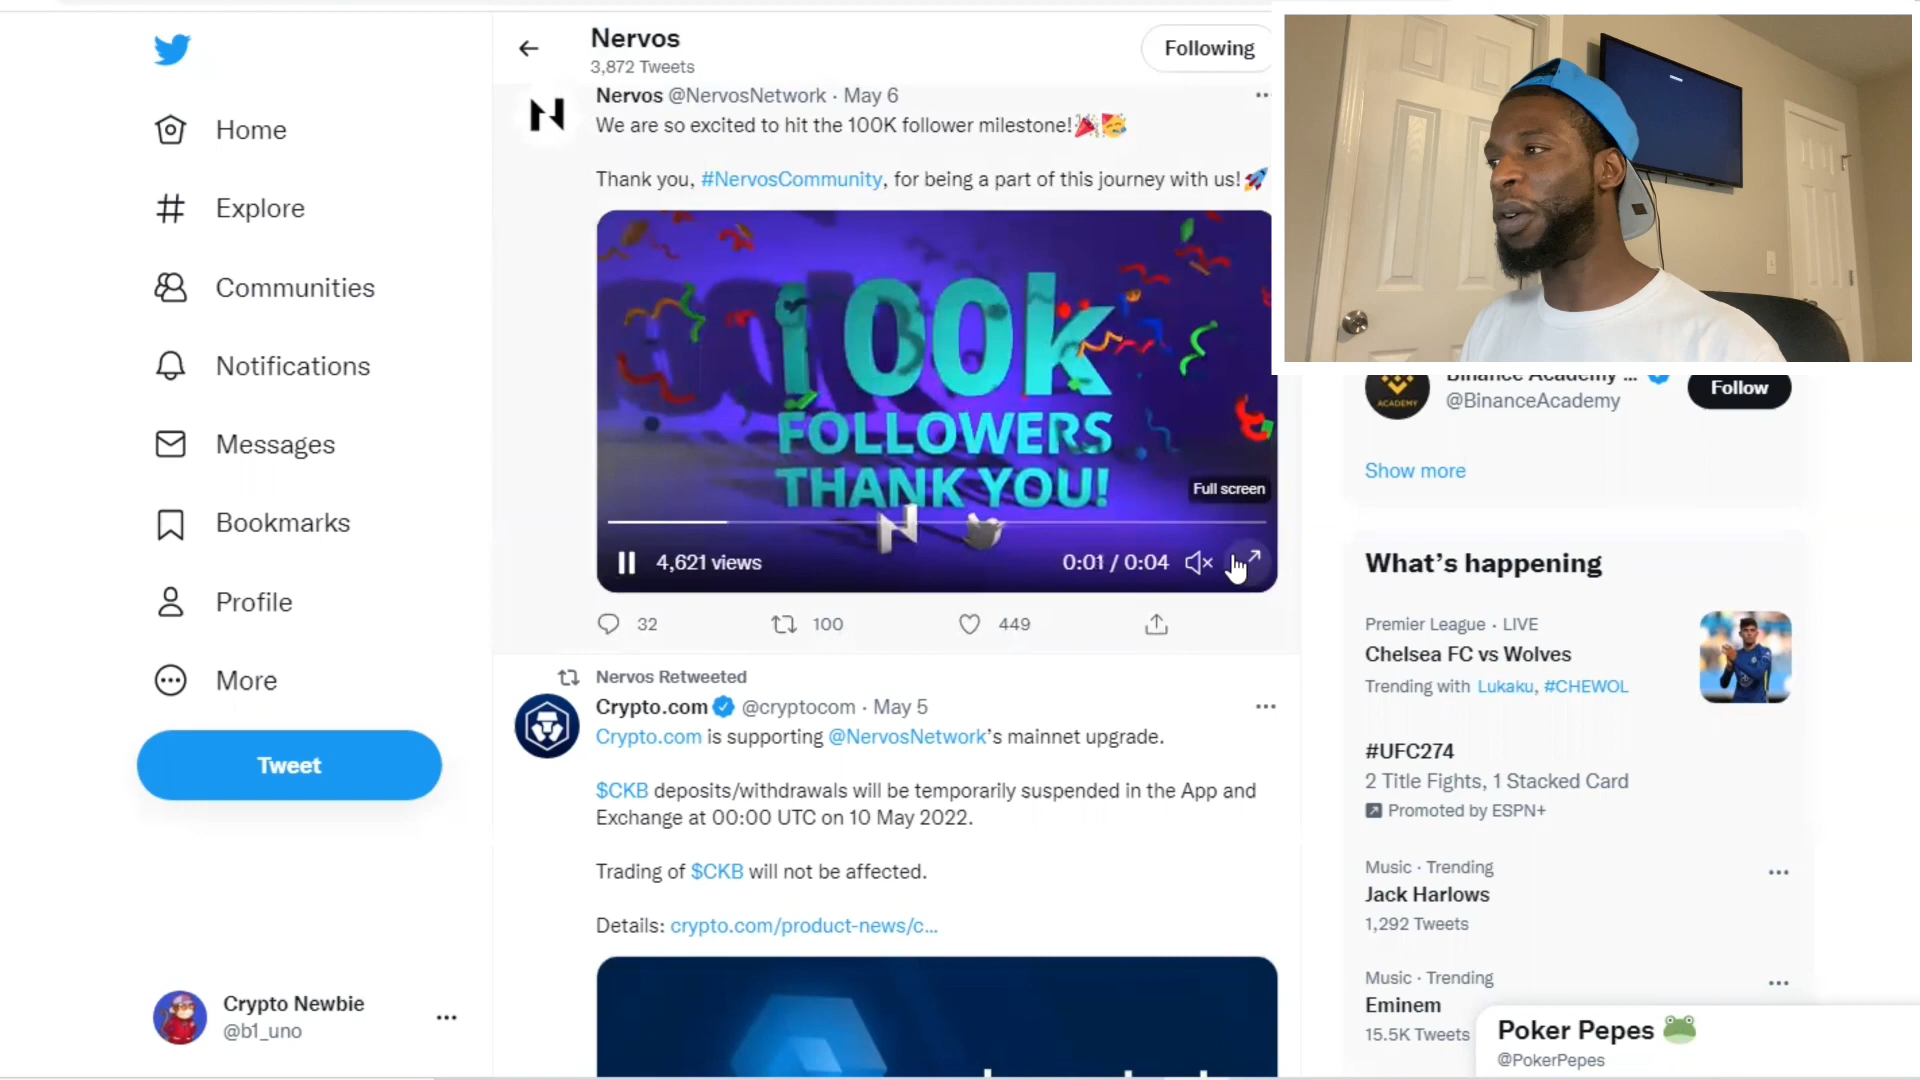 Nervos
3,872 Tweets
Following
Home
Explore
Communities
Notifications
Messages
Bookmarks
Profile
More
Tweet
Crypto Newbie
@b1_uno
Nervos @NervosNetwork · May 6
We are so excited to hit the 100K follower milestone!🎉🥳
Thank you, #NervosCommunity, for being a part of this journey with us!🚀
100k
FOLLOWERS
THANK YOU!
Full screen
4,621 views
0:01 / 0:04
32
100
449
Nervos Retweeted
Crypto.com @cryptocom · May 5
Crypto.com is supporting @NervosNetwork's mainnet upgrade.
$CKB deposits/withdrawals will be temporarily suspended in the App and
Exchange at 00:00 UTC on 10 May 2022.
Trading of $CKB will not be affected.
Details: crypto.com/product-news/c...
ACADEMY
Binance Academy ...
@BinanceAcademy
Follow
Show more
What's happening
Premier League · LIVE
Chelsea FC vs Wolves
Trending with Lukaku, #CHEWOL
#UFC274
2 Title Fights, 1 Stacked Card
Promoted by ESPN+
Music · Trending
Jack Harlows
1,292 Tweets
Music · Trending
Eminem
15.5K Tweets
Poker Pepes 🐸
@PokerPepes